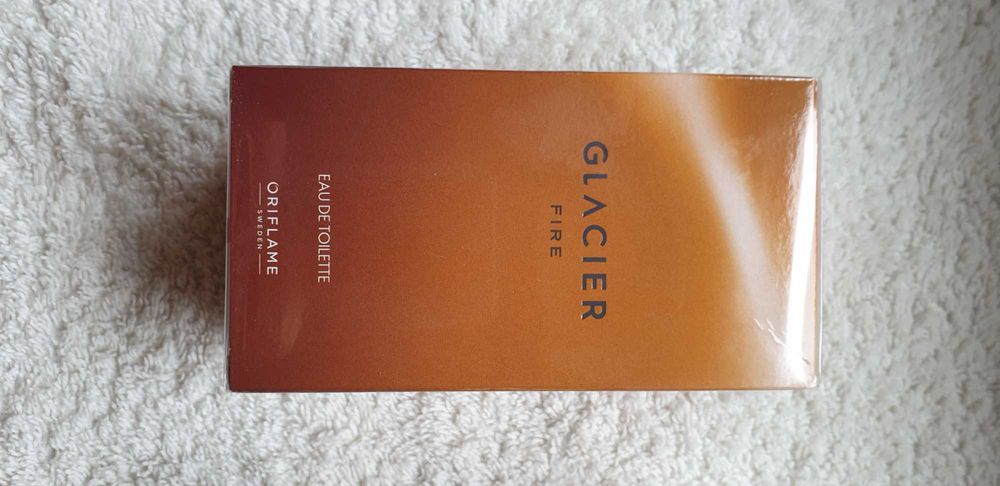 GLACIER
FIRE
EAU DE TOILETTE
ORIFLAME
SWEDEN